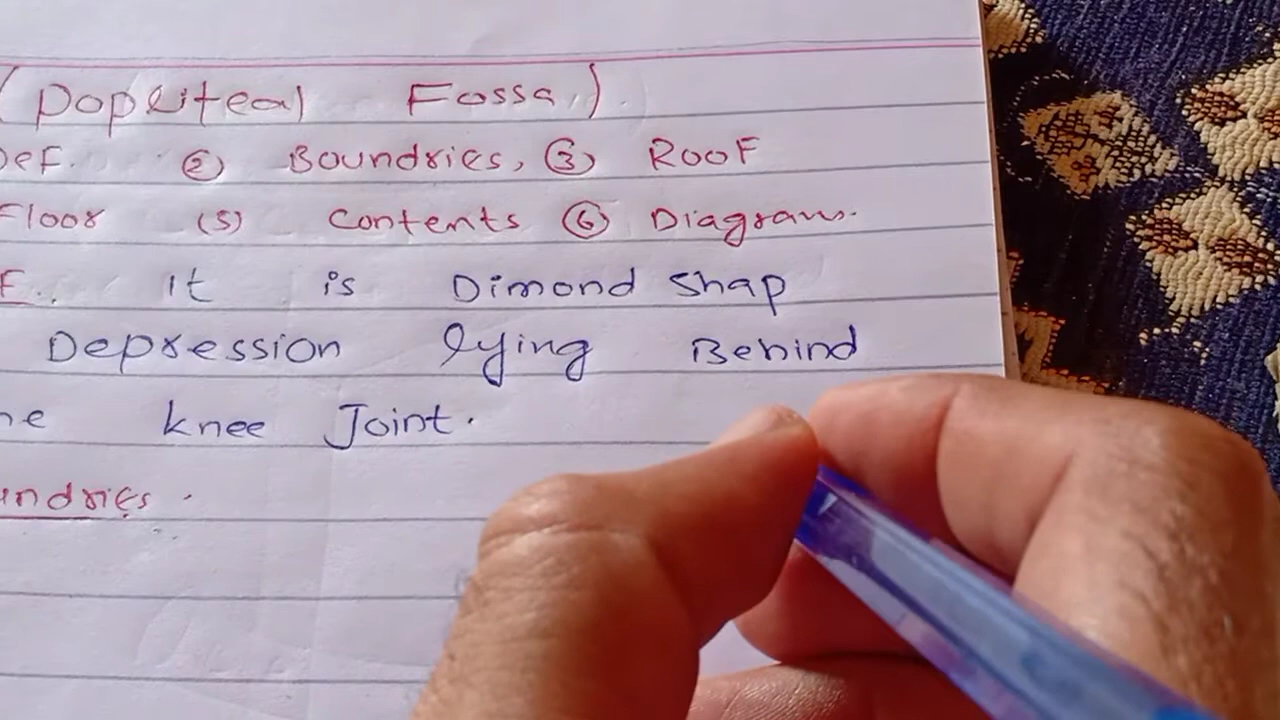 (Popliteal Fossa,).
Def. ② Boundries, ③ Roof
Floor (5) Contents ⑥ Diagram.
F.. It is Dimond Shap
Depression lying Behind
he knee Joint.
undries.